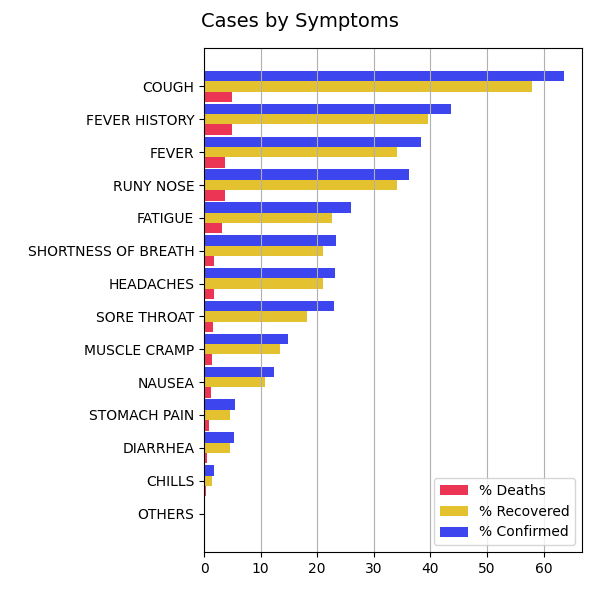 Cases by Symptoms
COUGH
FEVER HISTORY
FEVER
RUNY NOSE
FATIGUE
SHORTNESS OF BREATH
HEADACHES
SORE THROAT
MUSCLE CRAMP
NAUSEA
STOMACH PAIN
DIARRHEA
CHILLS
OTHERS
% Deaths
% Recovered
% Confirmed
0 10 20 30 40 50 60